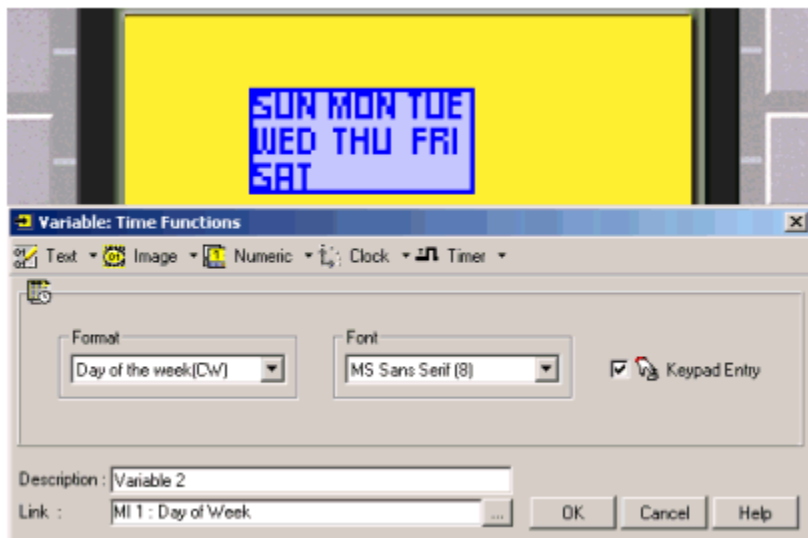 SUN MON TUE
WED THU FRI
SAT
Variable: Time Functions
Text Image Numeric Clock Timer
Format Font
Day of the week(CW) MS Sans Serif (8) Keypad Entry
Description : Variable 2
Link : MI 1 : Day of Week ... OK Cancel Help